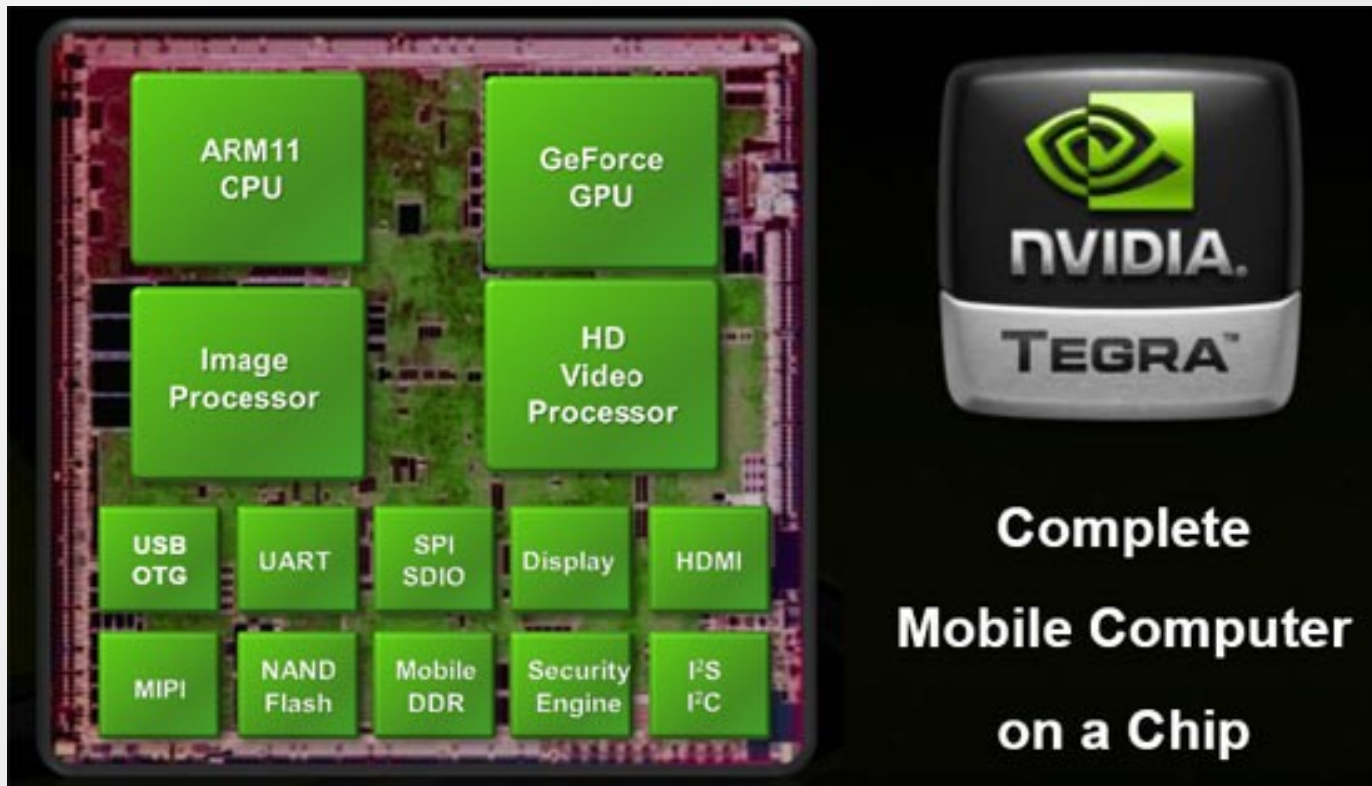 ARM11
CPU
GeForce
GPU
Image
Processor
HD
Video
Processor
USB
OTG
UART
SPI
SDIO
Display
HDMI
MIPI
NAND
Flash
Mobile
DDR
Security
Engine
I²S
I²C
NVIDIA.
TEGRA™
Complete
Mobile Computer
on a Chip